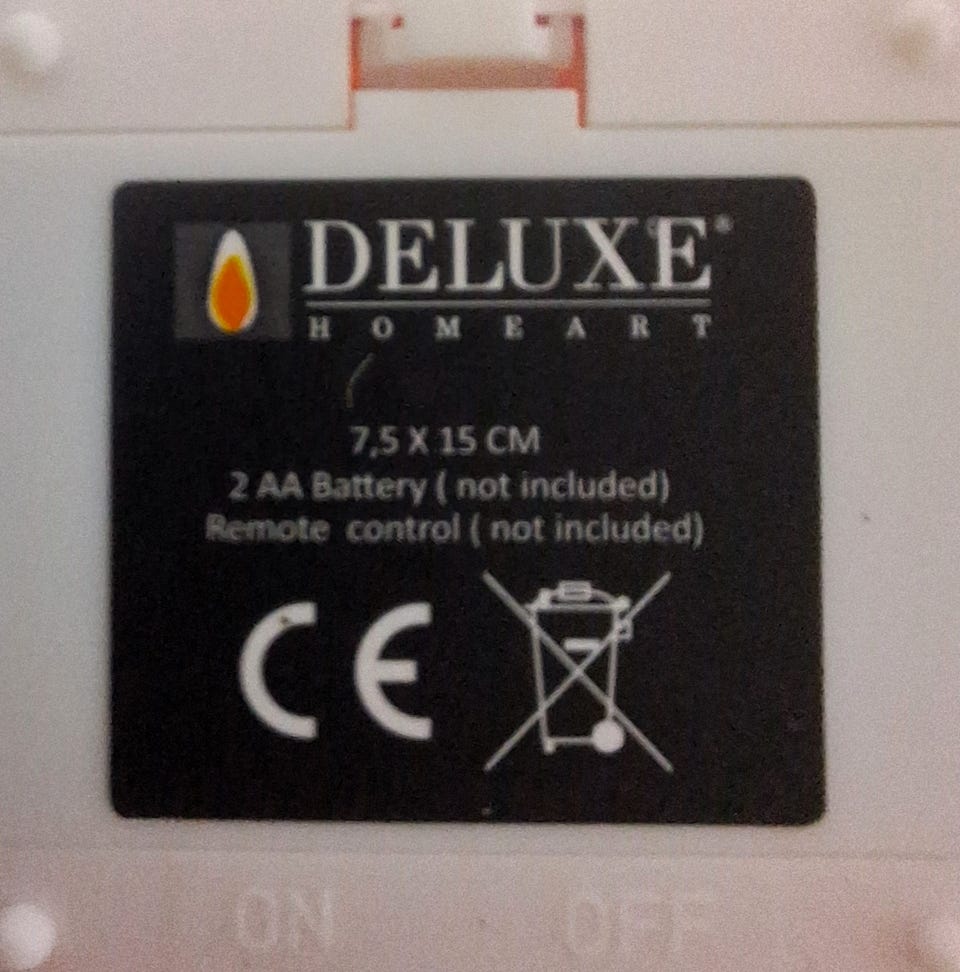 DELUXE®
HOMEART
7,5 X 15 CM
2 AA Battery ( not included)
Remote control ( not included)
CE
ON OFF